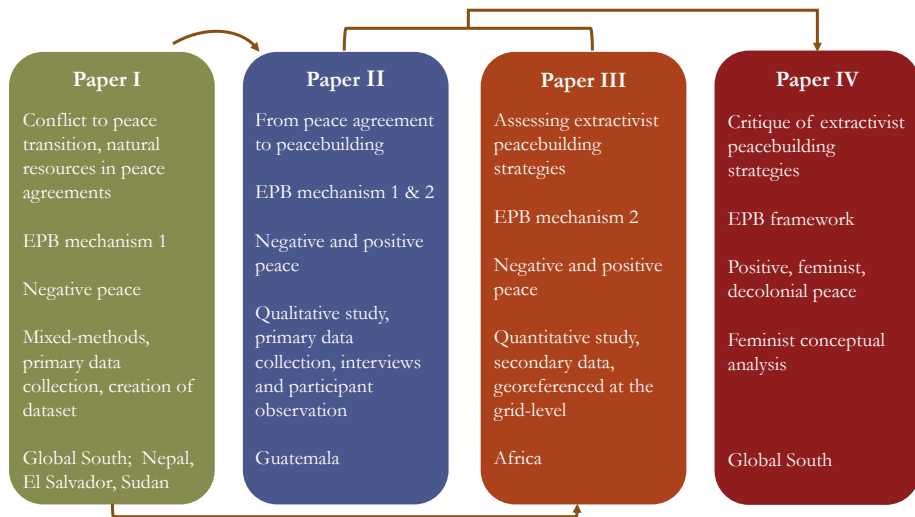 Paper I
Conflict to peace
transition, natural
resources in peace
agreements
EPB mechanism 1
Negative peace
Mixed-methods,
primary data
collection, creation of
dataset
Global South; Nepal,
El Salvador, Sudan
Paper II
From peace agreement
to peacebuilding
EPB mechanism 1 & 2
Negative and positive
peace
Qualitative study,
primary data
collection, interviews
and participant
observation
Guatemala
Paper III
Assessing extractivist
peacebuilding
strategies
EPB mechanism 2
Negative and positive
peace
Quantitative study,
secondary data,
georeferenced at the
grid-level
Africa
Paper IV
Critique of extractivist
peacebuilding
strategies
EPB framework
Positive, feminist,
decolonial peace
Feminist conceptual
analysis
Global South